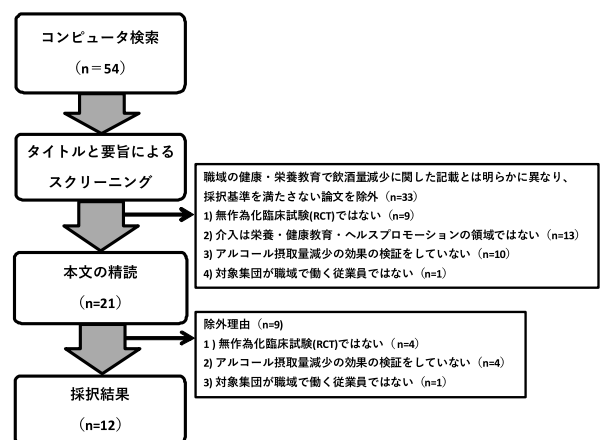 コンピュータ検索
（n＝54）
タイトルと要旨による
スクリーニング
職域の健康・栄養教育で飲酒量減少に関した記載とは明らかに異なり、
採択基準を満たさない論文を除外（n=33）
1) 無作為化臨床試験(RCT)ではない（n=9）
2) 介入は栄養・健康教育・ヘルスプロモーションの領域ではない（n=13）
3) アルコール摂取量減少の効果の検証をしていない（n=10）
4) 対象集団が職域で働く従業員ではない（n=1）
本文の精読
（n=21）
除外理由（n=9)
1 ) 無作為化臨床試験(RCT)ではない（n=4）
2) アルコール摂取量減少の効果の検証をしていない（n=4）
3) 対象集団が職域で働く従業員ではない（n=1）
採択結果
（n=12）